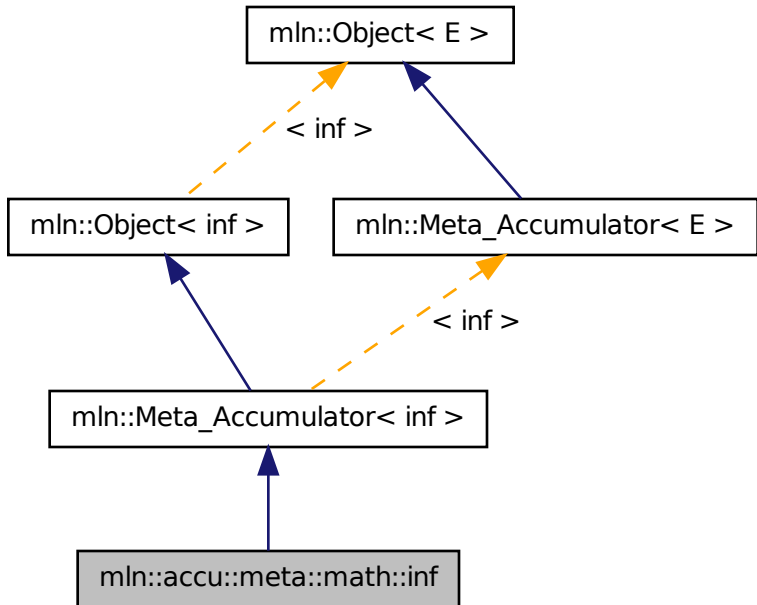 mln::Object< E >
< inf >
mln::Object< inf >
mln::Meta_Accumulator< E >
< inf >
mln::Meta_Accumulator< inf >
mln::accu::meta::math::inf